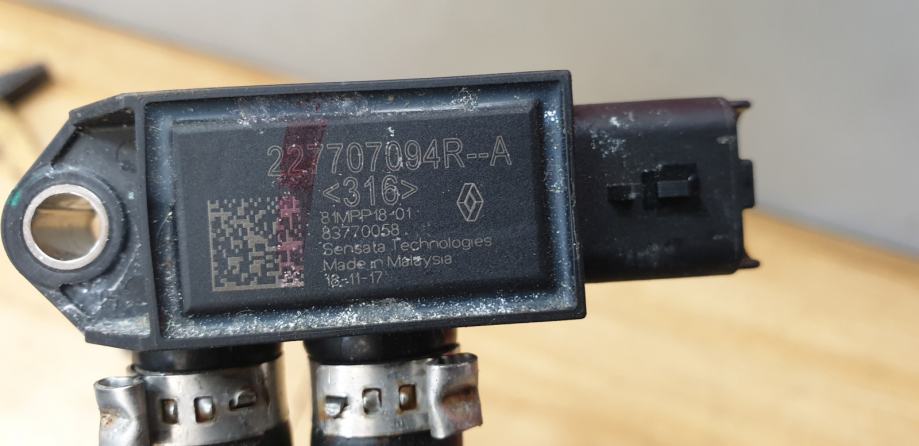 227707094R--A
<316>
81MPP18-01
83770058
Sensata Technologies
Made in Malaysia
18-11-17